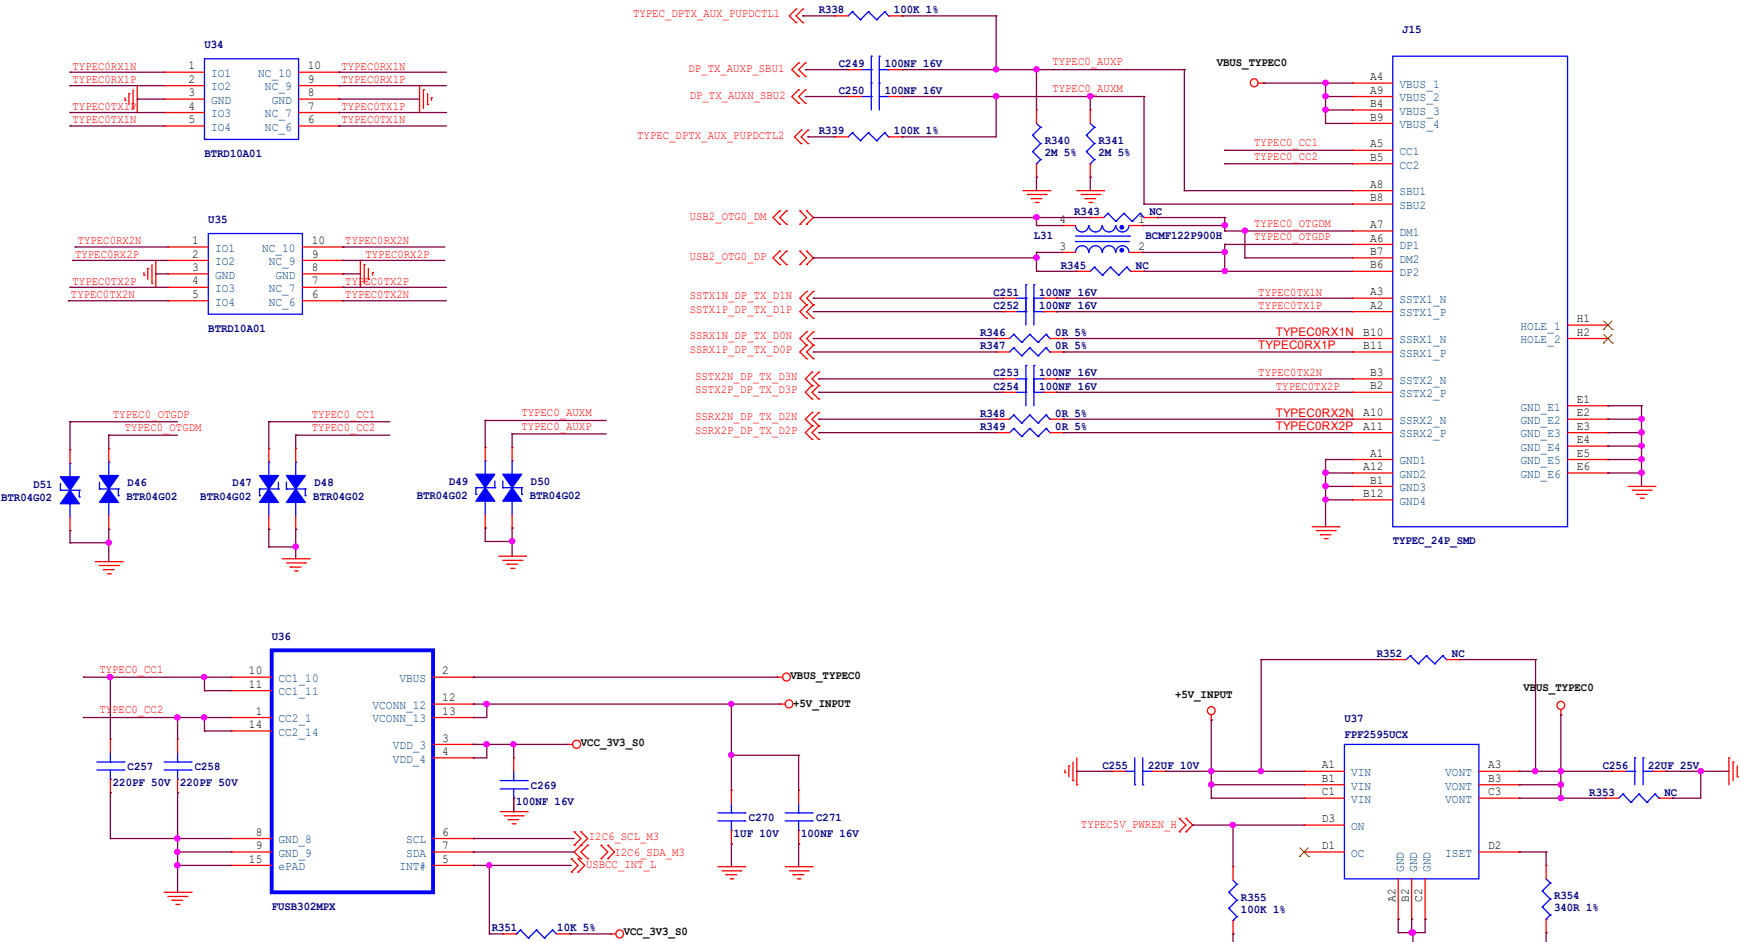 TYPEC_DPTX_AUX_PUPDCTL1
R338
100K 1%
DP_TX_AUXP_SBU1
C249
100NF 16V
TYPEC0_AUXP
DP_TX_AUXN_SBU2
C250
100NF 16V
TYPEC0_AUXM
TYPEC_DPTX_AUX_PUPDCTL2
R339
100K 1%
R340
2M 5%
R341
2M 5%
U34
TYPEC0RX1N
1
IO1
NC_10
10
TYPEC0RX1N
TYPEC0RX1P
2
IO2
NC_9
9
TYPEC0RX1P
3
GND
GND
8
TYPEC0TX1P
4
IO3
NC_7
7
TYPEC0TX1P
TYPEC0TX1N
5
IO4
NC_6
6
TYPEC0TX1N
BTRD10A01
U35
TYPEC0RX2N
1
IO1
NC_10
10
TYPEC0RX2N
TYPEC0RX2P
2
IO2
NC_9
9
TYPEC0RX2P
3
GND
GND
8
TYPEC0TX2P
4
IO3
NC_7
7
TYPEC0TX2P
TYPEC0TX2N
5
IO4
NC_6
6
TYPEC0TX2N
BTRD10A01
USB2_OTG0_DM
R343
NC
4
1
L31
BCMF122P900H
3
2
USB2_OTG0_DP
R345
NC
TYPEC0_OTGDM
TYPEC0_OTGDP
SSTX1N_DP_TX_D1N
C251
100NF 16V
TYPEC0TX1N
SSTX1P_DP_TX_D1P
C252
100NF 16V
TYPEC0TX1P
SSRX1N_DP_TX_D0N
R346
0R 5%
TYPEC0RX1N
SSRX1P_DP_TX_D0P
R347
0R 5%
TYPEC0RX1P
SSTX2N_DP_TX_D3N
C253
100NF 16V
TYPEC0TX2N
SSTX2P_DP_TX_D3P
C254
100NF 16V
TYPEC0TX2P
SSRX2N_DP_TX_D2N
R348
0R 5%
TYPEC0RX2N
SSRX2P_DP_TX_D2P
R349
0R 5%
TYPEC0RX2P
J15
VBUS_TYPEC0
A4
VBUS_1
A9
VBUS_2
B4
VBUS_3
B9
VBUS_4
TYPEC0_CC1
A5
CC1
TYPEC0_CC2
B5
CC2
A8
SBU1
B8
SBU2
A7
DM1
A6
DP1
B7
DM2
B6
DP2
A3
SSTX1_N
A2
SSTX1_P
B10
SSRX1_N
B11
SSRX1_P
B3
SSTX2_N
B2
SSTX2_P
A10
SSRX2_N
A11
SSRX2_P
A1
GND1
A12
GND2
B1
GND3
B12
GND4
HOLE_1
H1
HOLE_2
H2
GND_E1
E1
GND_E2
E2
GND_E3
E3
GND_E4
E4
GND_E5
E5
GND_E6
E6
TYPEC_24P_SMD
TYPEC0_OTGDP
TYPEC0_OTGDM
D51
BTR04G02
D46
BTR04G02
TYPEC0_CC1
TYPEC0_CC2
D47
BTR04G02
D48
BTR04G02
TYPEC0_AUXM
TYPEC0_AUXP
D49
BTR04G02
D50
BTR04G02
U36
TYPEC0_CC1
10
CC1_10
11
CC1_11
TYPEC0_CC2
1
CC2_1
14
CC2_14
C257
220PF 50V
C258
220PF 50V
8
GND_8
9
GND_9
15
ePAD
VBUS
2
VBUS_TYPEC0
VCONN_12
12
+5V_INPUT
VCONN_13
13
VDD_3
3
VCC_3V3_S0
VDD_4
4
C269
100NF 16V
SCL
6
I2C6_SCL_M3
SDA
7
I2C6_SDA_M3
INT#
5
USBCC_INT_L
FUSB302MPX
R351
10K 5%
VCC_3V3_S0
C270
1UF 10V
C271
100NF 16V
R352
NC
+5V_INPUT
VBUS_TYPEC0
U37
FPF2595UCX
C255
22UF 10V
A1
VIN
VONT
A3
B1
VIN
VONT
B3
C1
VIN
VONT
C3
C256
22UF 25V
R353
NC
TYPEC5V_PWREN_H
D3
ON
D1
OC
ISET
D2
GND
GND
GND
A2
B2
C2
R355
100K 1%
R354
340R 1%